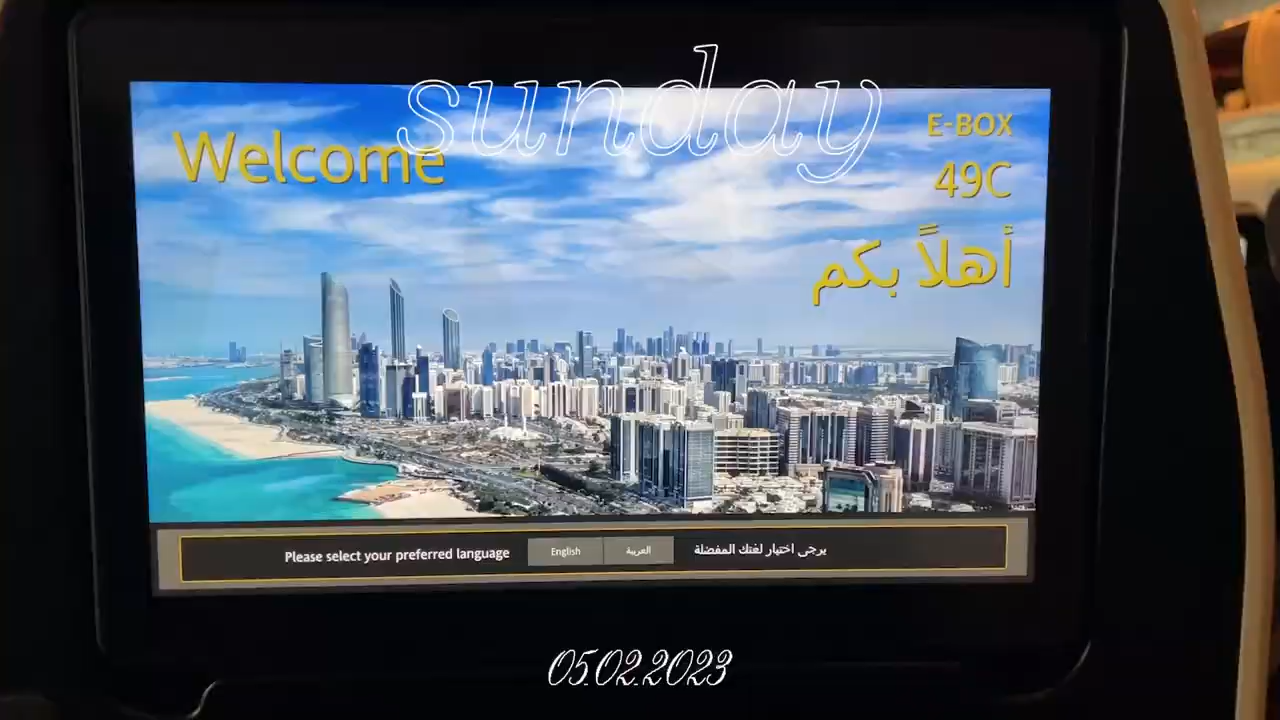 sunday
Welcome
E-BOX
49C
أهلاً بكم
Please select your preferred language
English
العربية
يرجى اختيار لغتك المفضلة
05.02.2023